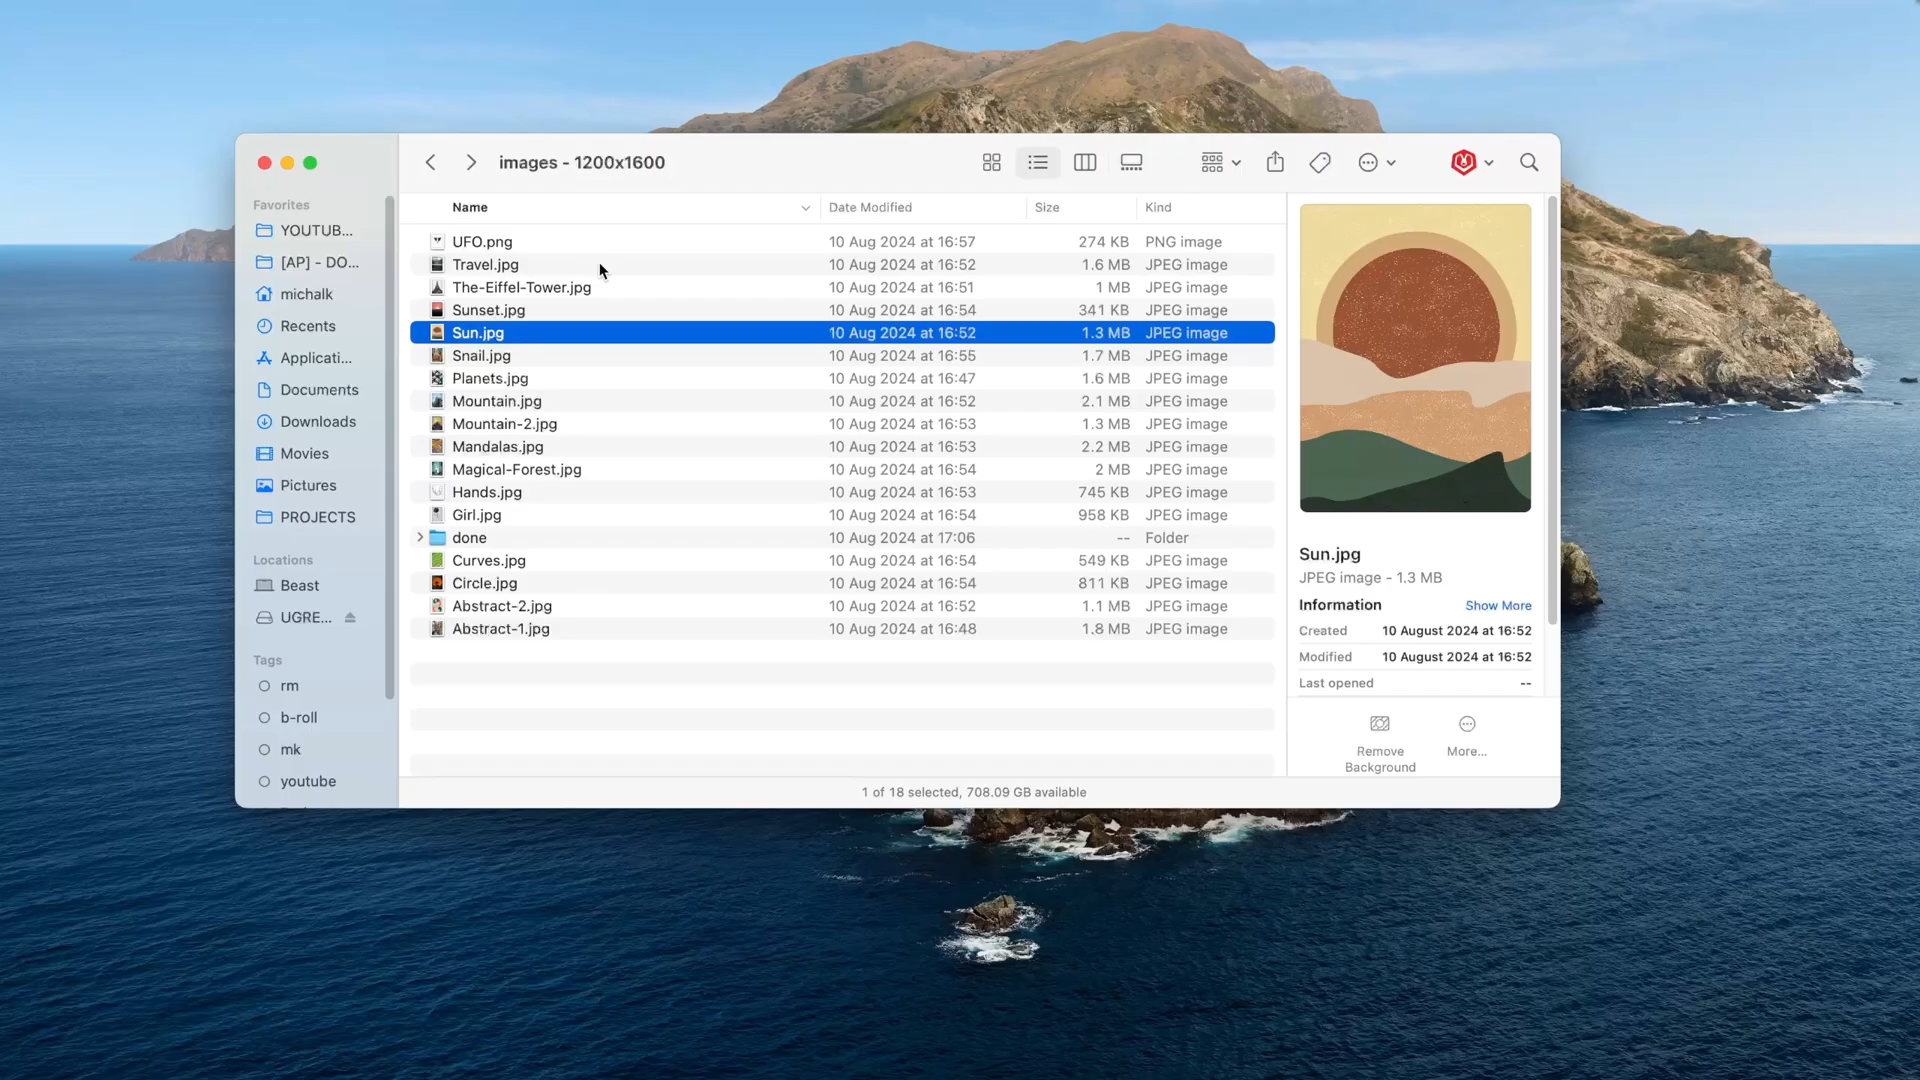 images - 1200x1600
Favorites
YOUTUB...
[AP] - DO...
michalk
Recents
Applicati...
Documents
Downloads
Movies
Pictures
PROJECTS
Locations
Beast
UGRE...
Tags
rm
b-roll
mk
youtube
Name Date Modified Size Kind
UFO.png 10 Aug 2024 at 16:57 274 KB PNG image
Travel.jpg 10 Aug 2024 at 16:52 1.6 MB JPEG image
The-Eiffel-Tower.jpg 10 Aug 2024 at 16:51 1 MB JPEG image
Sunset.jpg 10 Aug 2024 at 16:54 341 KB JPEG image
Sun.jpg 10 Aug 2024 at 16:52 1.3 MB JPEG image
Snail.jpg 10 Aug 2024 at 16:55 1.7 MB JPEG image
Planets.jpg 10 Aug 2024 at 16:47 1.6 MB JPEG image
Mountain.jpg 10 Aug 2024 at 16:52 2.1 MB JPEG image
Mountain-2.jpg 10 Aug 2024 at 16:53 1.3 MB JPEG image
Mandalas.jpg 10 Aug 2024 at 16:53 2.2 MB JPEG image
Magical-Forest.jpg 10 Aug 2024 at 16:54 2 MB JPEG image
Hands.jpg 10 Aug 2024 at 16:53 745 KB JPEG image
Girl.jpg 10 Aug 2024 at 16:54 958 KB JPEG image
done 10 Aug 2024 at 17:06 -- Folder
Curves.jpg 10 Aug 2024 at 16:54 549 KB JPEG image
Circle.jpg 10 Aug 2024 at 16:54 811 KB JPEG image
Abstract-2.jpg 10 Aug 2024 at 16:52 1.1 MB JPEG image
Abstract-1.jpg 10 Aug 2024 at 16:48 1.8 MB JPEG image
Sun.jpg
JPEG image - 1.3 MB
Information Show More
Created 10 August 2024 at 16:52
Modified 10 August 2024 at 16:52
Last opened --
Remove
Background
More...
1 of 18 selected, 708.09 GB available